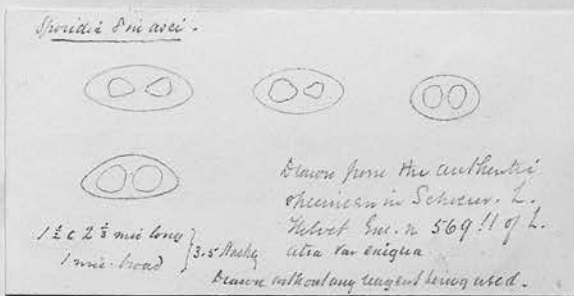 Sporidia 8 in asci.
Drawn from the authentic
specimen in Schaer. L.
Helvet Exs. n 569!! of L.
atra var exigua
1 ½ c 2 ⅓ mic long
1 mic. broad
3.5 Hartn
Drawn without any reagent being used.